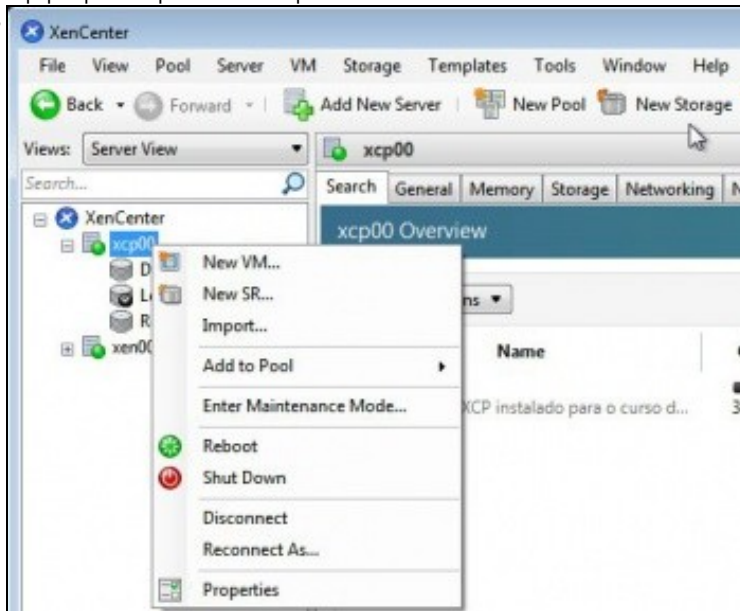 XenCenter
File View Pool Server VM Storage Templates Tools Window Help
Back Forward Add New Server New Pool New Storage
Views: Server View xcp00
Search... Search General Memory Storage Networking N
XenCenter
xcp00 Overview
xcp00
New VM...
D
New SR...
L
ns
R
Import...
xen00
Name
Add to Pool
Enter Maintenance Mode... XCP instalado para o curso d... 3
Reboot
Shut Down
Disconnect
Reconnect As...
Properties